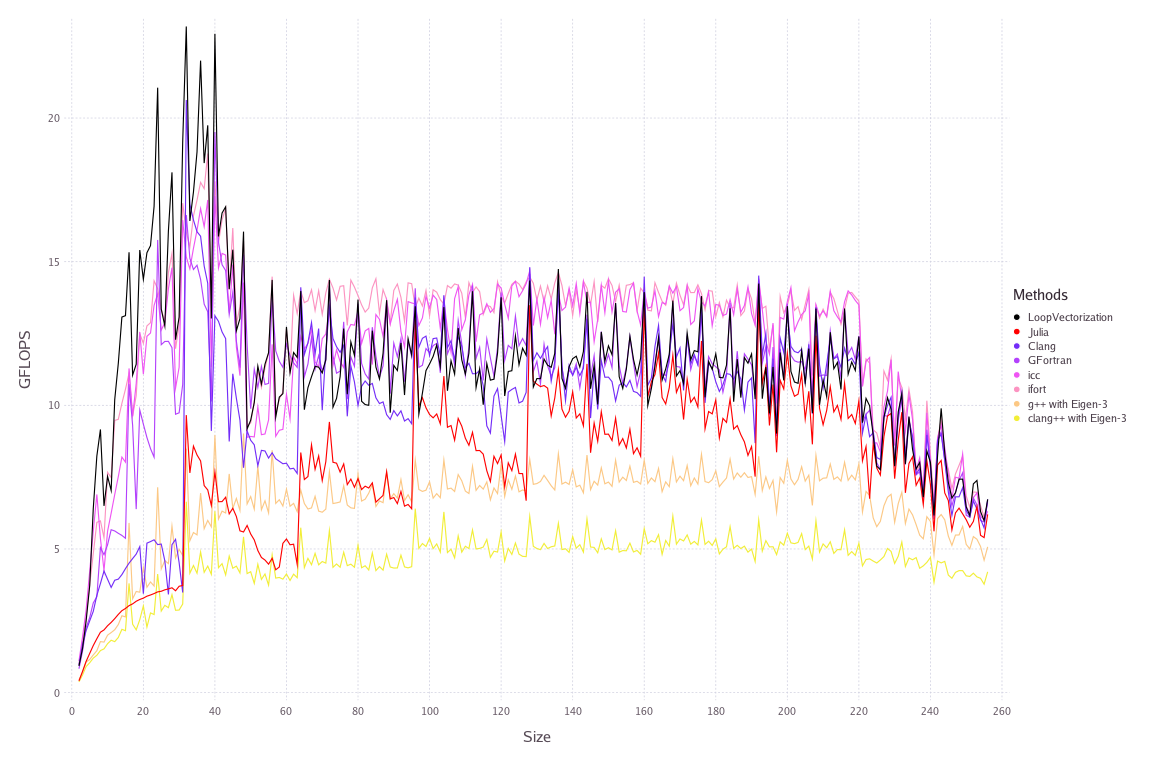 GFLOPS
20
15
10
5
0
0 20 40 60 80 100 120 140 160 180 200 220 240 260
Size
Methods
LoopVectorization
Julia
Clang
GFortran
icc
ifort
g++ with Eigen-3
clang++ with Eigen-3